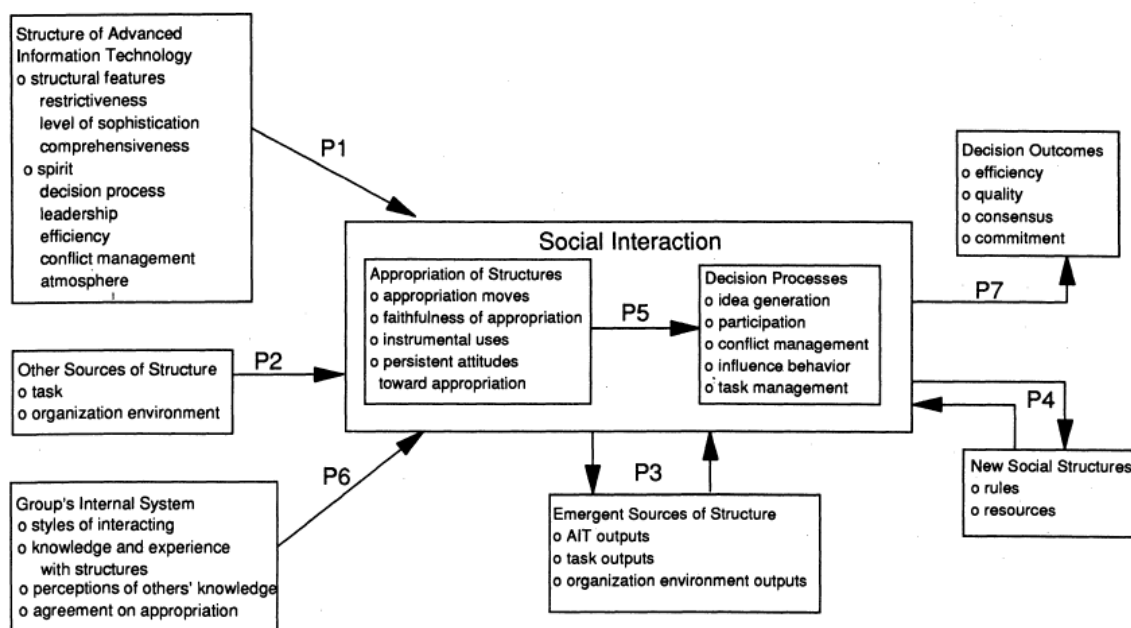 Structure of Advanced
Information Technology
o structural features
restrictiveness
level of sophistication
comprehensiveness
o spirit
decision process
leadership
efficiency
conflict management
atmosphere
P1
Other Sources of Structure
o task
o organization environment
P2
Group's Internal System
o styles of interacting
o knowledge and experience
with structures
o perceptions of others' knowledge
o agreement on appropriation
P6
Social Interaction
Appropriation of Structures
o appropriation moves
o faithfulness of appropriation
o instrumental uses
o persistent attitudes
toward appropriation
P5
Decision Processes
o idea generation
o participation
o conflict management
o influence behavior
o task management
P3
Emergent Sources of Structure
o AIT outputs
o task outputs
o organization environment outputs
Decision Outcomes
o efficiency
o quality
o consensus
o commitment
P7
P4
New Social Structures
o rules
o resources